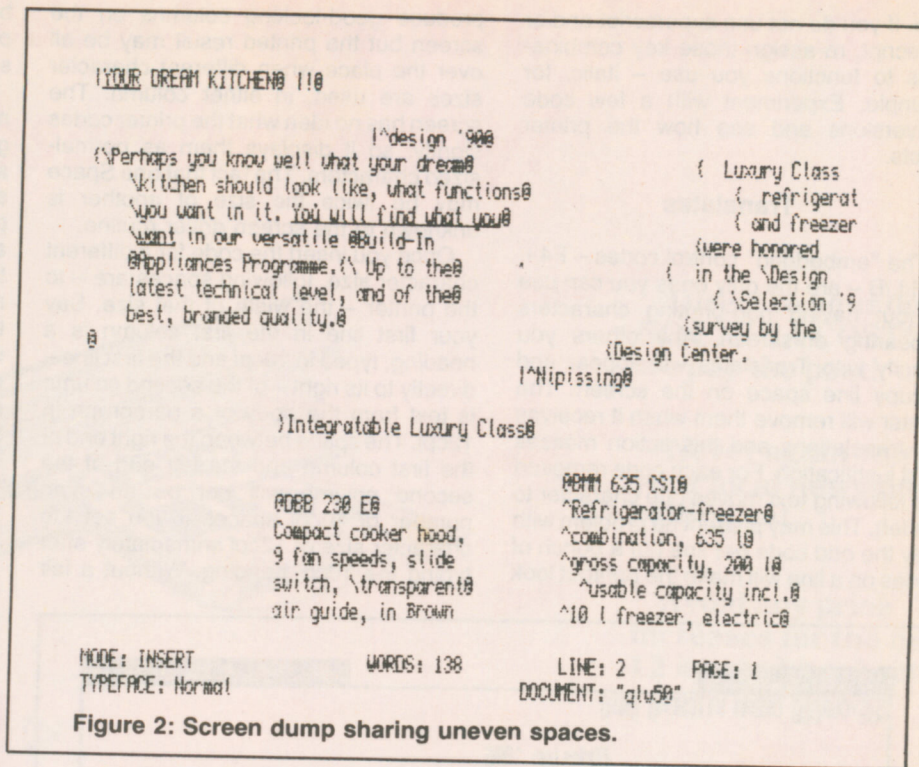 |YOUR DREAM KITCHEN@ |!@
|^design '90@
{\Perhaps you know well what your dream@
\kitchen should look like, what functions@
\you want in it. You will find what you@
\want in our versatile @Build-In
@Appliances Programme.{\ Up to the@
latest technical level, and of the@
best, branded quality.@
@
{ Luxury Class
{ refrigerat
{ and freezer
{were honored
{ in the \Design
{ \Selection '9
{survey by the
{Design Center.
|^Nipissing@
}Integratable Luxury Class@
@DBB 230 E@
Compact cooker hood,
9 fan speeds, slide
switch, \transparent@
air guide, in Brown
@BMM 635 CSI@
^Refrigerator-freezer@
^combination, 635 l@
^gross capacity, 200 l@
^usable capacity incl.@
^10 l freezer, electric@
MODE: INSERT WORDS: 138 LINE: 2 PAGE: 1
TYPEFACE: Normal DOCUMENT: "glu50"
Figure 2: Screen dump sharing uneven spaces.